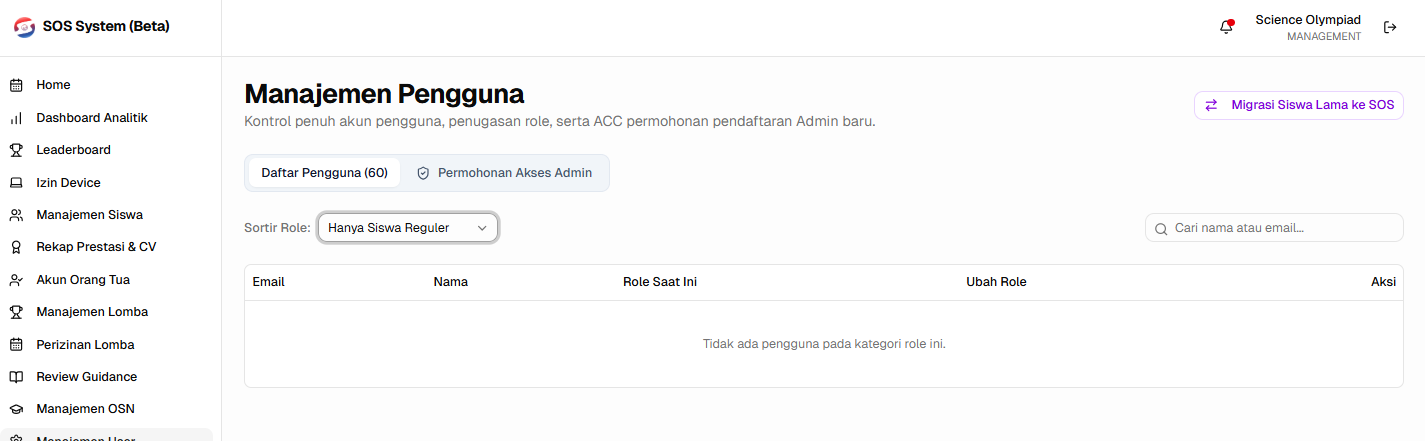 SOS System (Beta)
Science Olympiad
MANAGEMENT
Home
Dashboard Analitik
Leaderboard
Izin Device
Manajemen Siswa
Rekap Prestasi & CV
Akun Orang Tua
Manajemen Lomba
Perizinan Lomba
Review Guidance
Manajemen OSN
Manajemen User
Manajemen Pengguna
Kontrol penuh akun pengguna, penugasan role, serta ACC permohonan pendaftaran Admin baru.
Migrasi Siswa Lama ke SOS
Daftar Pengguna (60) Permohonan Akses Admin
Sortir Role: Hanya Siswa Reguler Cari nama atau email...
Email Nama Role Saat Ini Ubah Role Aksi
Tidak ada pengguna pada kategori role ini.